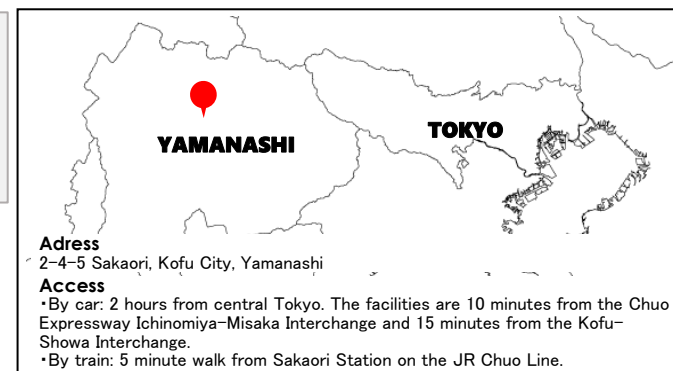 TOKYO
YAMANASHI
Adress
2-4-5 Sakaori, Kofu City, Yamanashi
Access
・By car: 2 hours from central Tokyo. The facilities are 10 minutes from the Chuo
Expressway Ichinomiya-Misaka Interchange and 15 minutes from the Kofu-
Showa Interchange.
・By train: 5 minute walk from Sakaori Station on the JR Chuo Line.